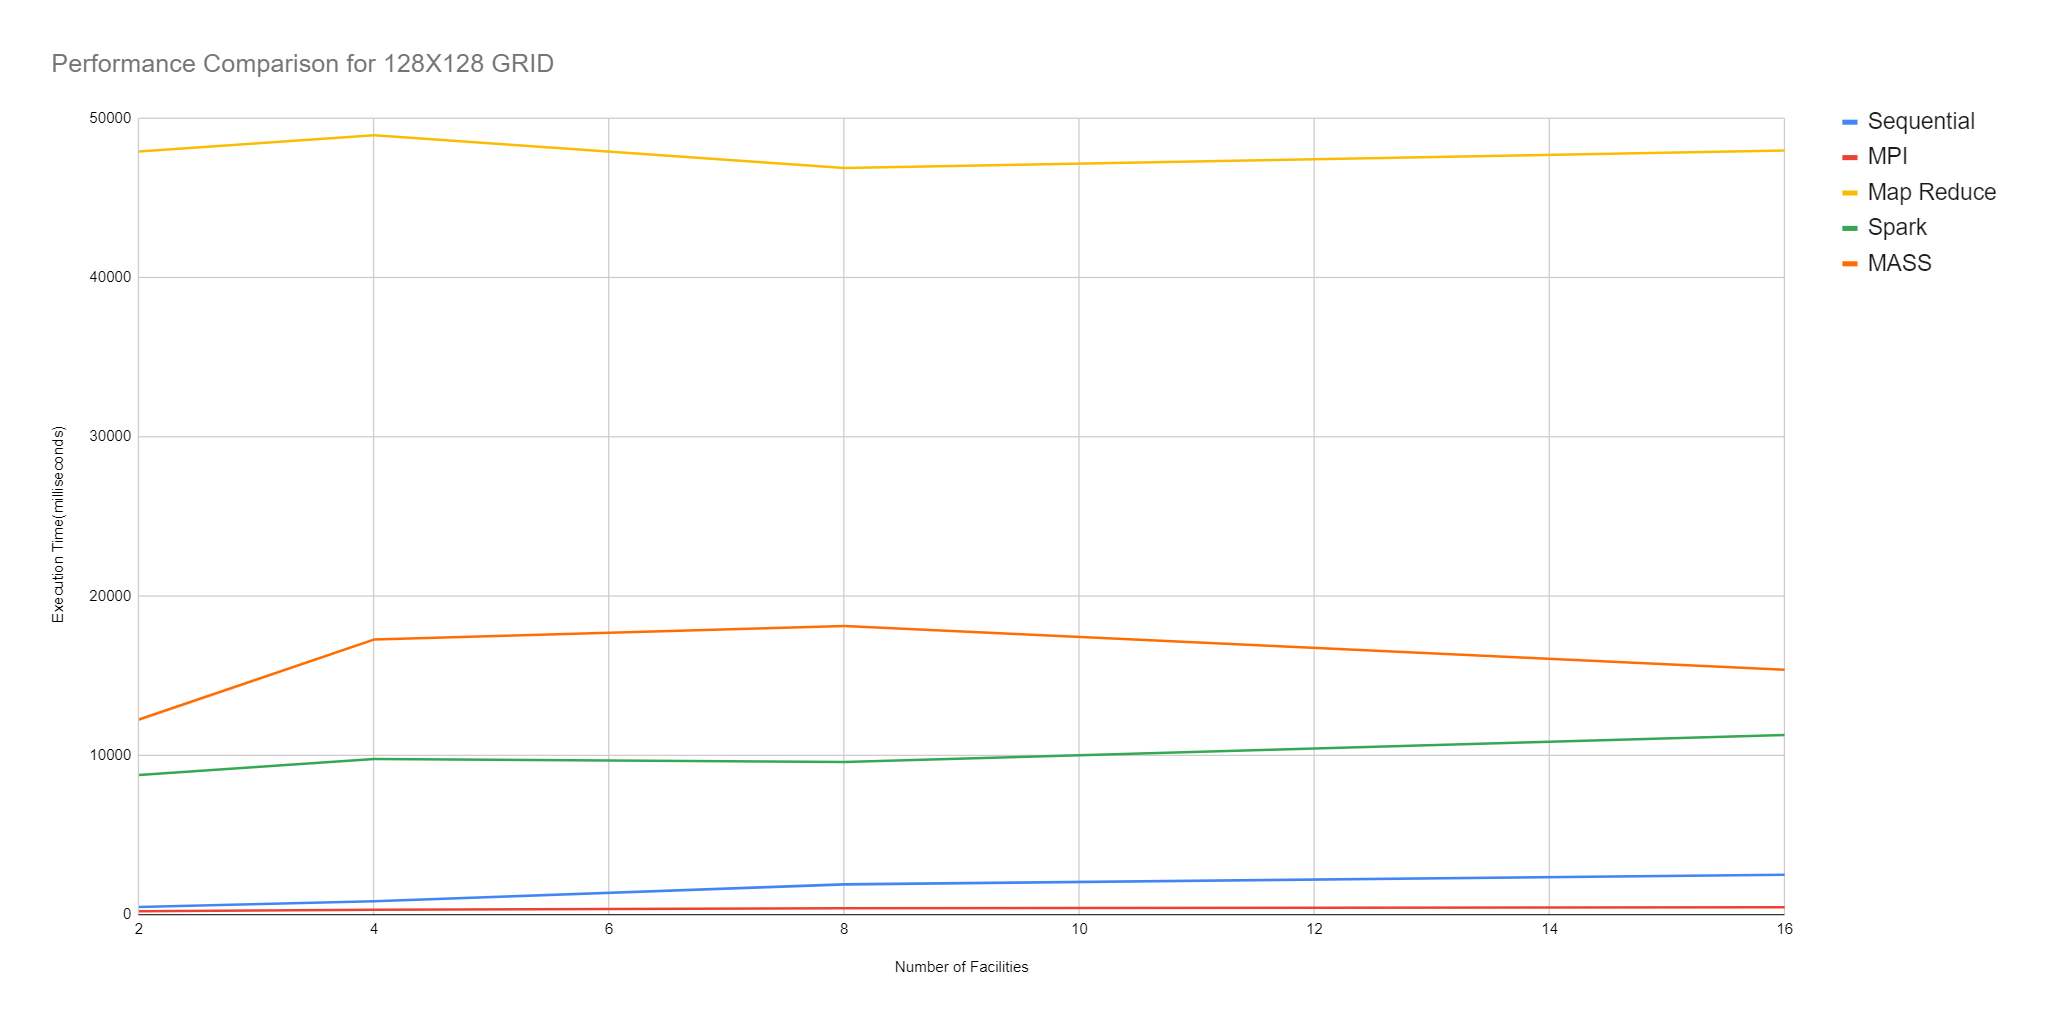 Performance Comparison for 128X128 GRID
50000
40000
30000
20000
10000
0
Execution Time(milliseconds)
2 4 6 8 10 12 14 16
Number of Facilities
Sequential
MPI
Map Reduce
Spark
MASS